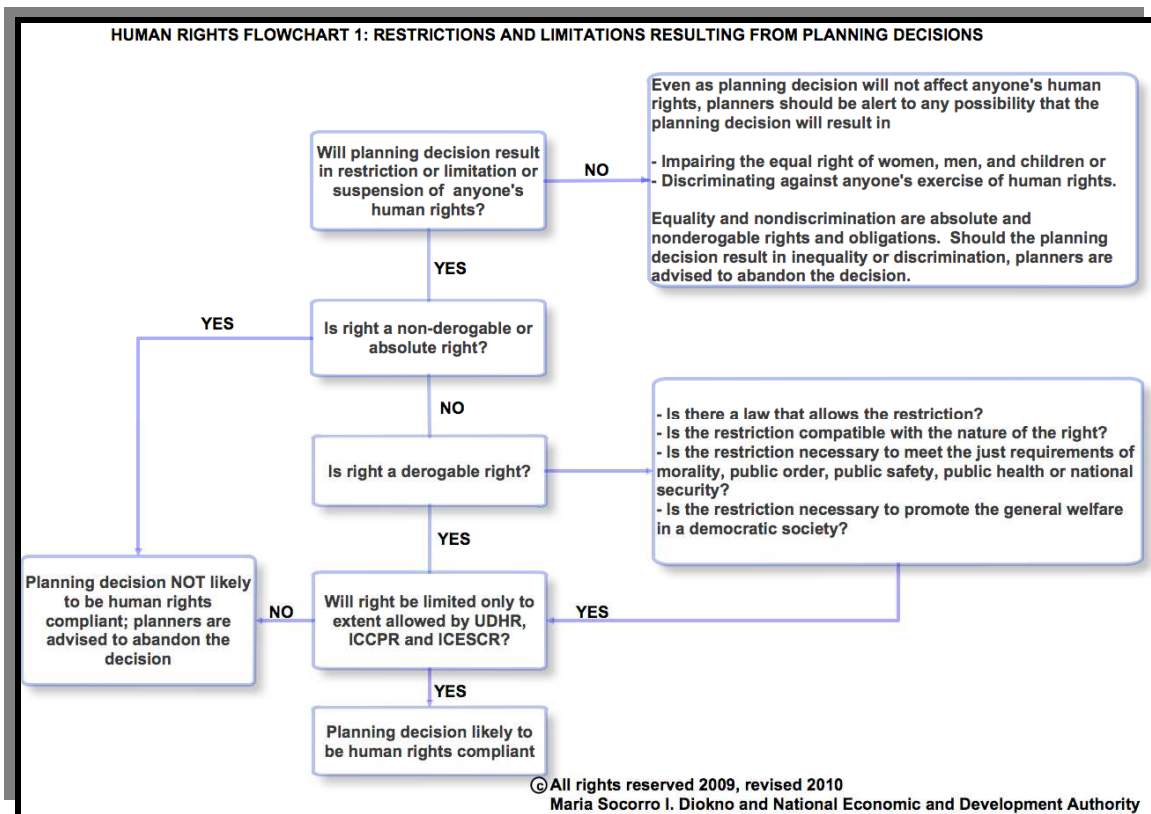 HUMAN RIGHTS FLOWCHART 1: RESTRICTIONS AND LIMITATIONS RESULTING FROM PLANNING DECISIONS
Even as planning decision will not affect anyone's human
rights, planners should be alert to any possibility that the
planning decision will result in
- Impairing the equal right of women, men, and children or
- Discriminating against anyone's exercise of human rights.
Equality and nondiscrimination are absolute and
nonderogable rights and obligations. Should the planning
decision result in inequality or discrimination, planners are
advised to abandon the decision.
Will planning decision result
in restriction or limitation or
suspension of anyone's
human rights?
NO
YES
Is right a non-derogable or
absolute right?
YES
NO
Is right a derogable right?
- Is there a law that allows the restriction?
- Is the restriction compatible with the nature of the right?
- Is the restriction necessary to meet the just requirements of
morality, public order, public safety, public health or national
security?
- Is the restriction necessary to promote the general welfare
in a democratic society?
YES
Planning decision NOT likely
to be human rights
compliant; planners are
advised to abandon the
decision
NO
Will right be limited only to
extent allowed by UDHR,
ICCPR and ICESCR?
YES
YES
Planning decision likely to
be human rights compliant
© All rights reserved 2009, revised 2010
Maria Socorro I. Diokno and National Economic and Development Authority